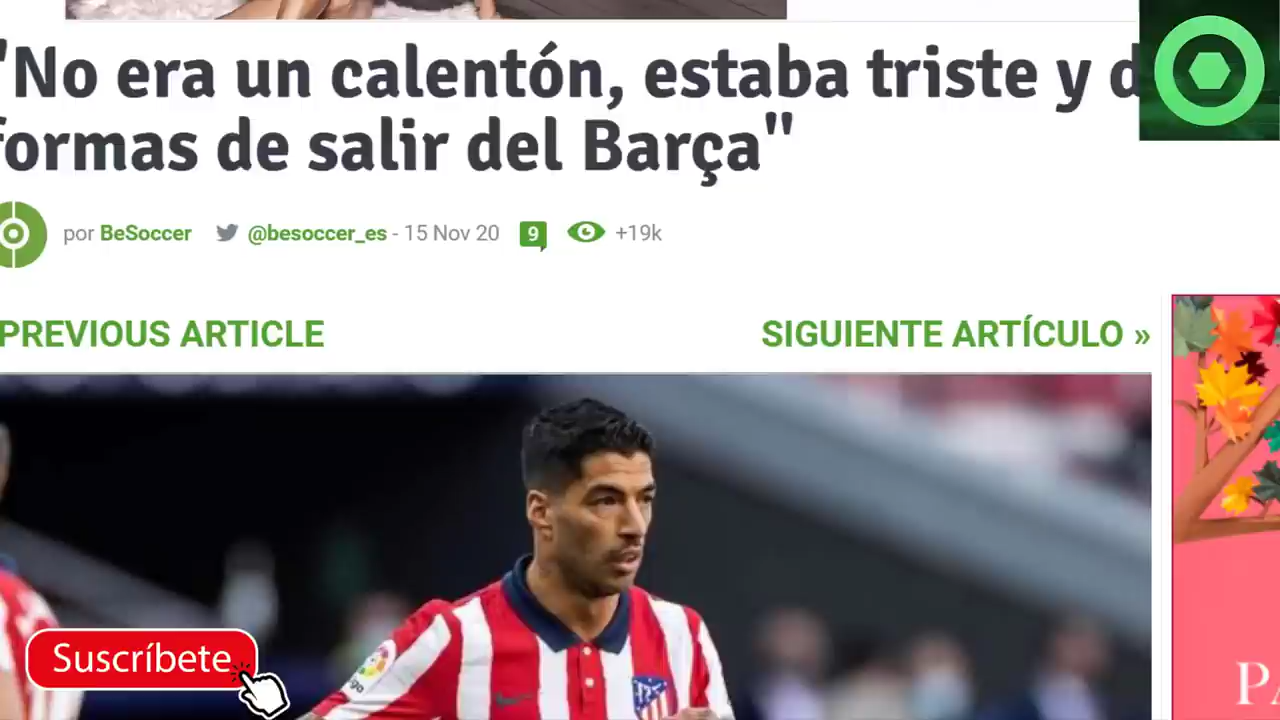 "No era un calentón, estaba triste y d
formas de salir del Barça"
por BeSoccer @besoccer_es - 15 Nov 20 9 +19k
PREVIOUS ARTICLE
SIGUIENTE ARTÍCULO »
Suscríbete